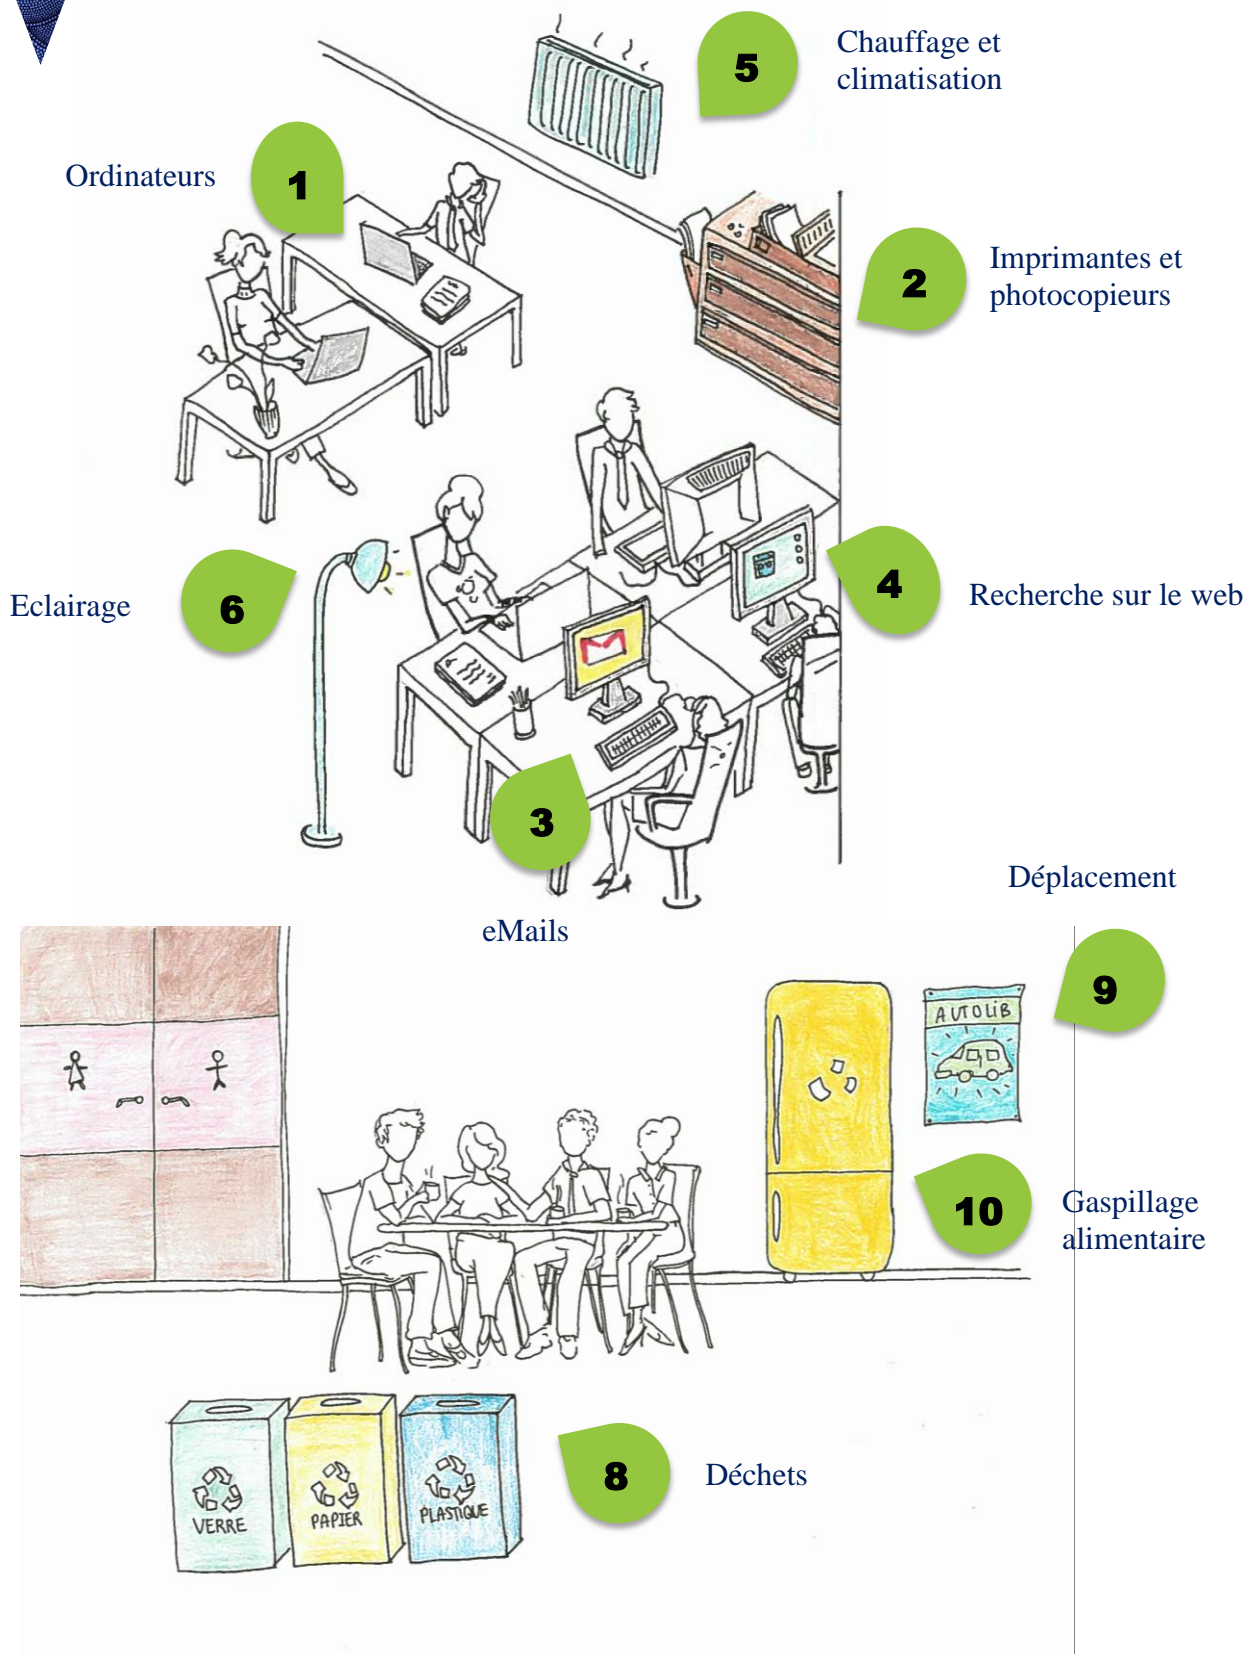 5
Chauffage et
climatisation
Ordinateurs
1
2
Imprimantes et
photocopieurs
Eclairage
6
4
Recherche sur le web
3
eMails
Déplacement
9
AUTOLIB
10
Gaspillage
alimentaire
8
Déchets
VERRE
PAPIER
PLASTIQUE